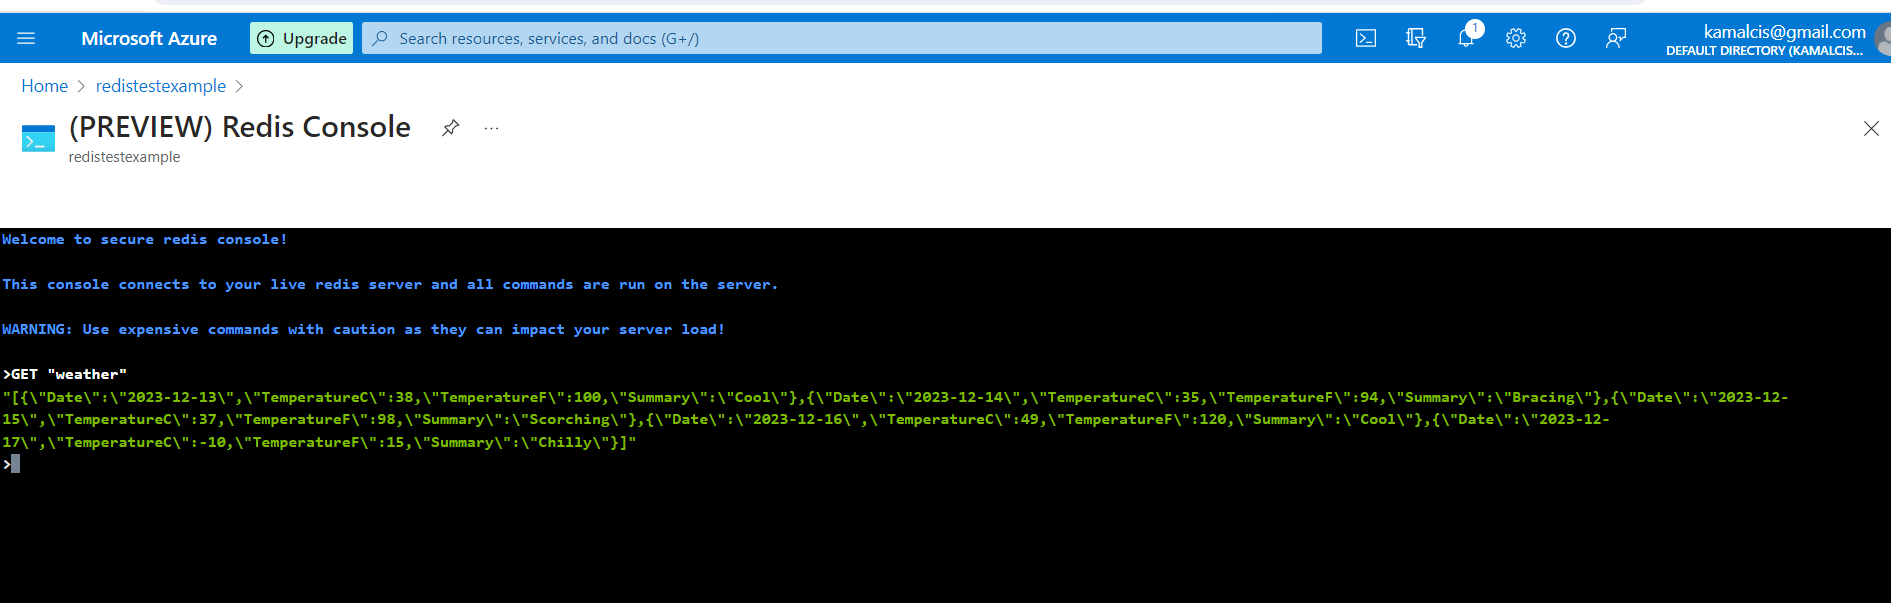 Microsoft Azure
Upgrade
Search resources, services, and docs (G+/)
1
kamalcis@gmail.com
DEFAULT DIRECTORY (KAMALCIS...
Home > redistestexample >
(PREVIEW) Redis Console
...
redistestexample
Welcome to secure redis console!
This console connects to your live redis server and all commands are run on the server.
WARNING: Use expensive commands with caution as they can impact your server load!
>GET "weather"
"[{\"Date\":\"2023-12-13\",\"TemperatureC\":38,\"TemperatureF\":100,\"Summary\":\"Cool\"},{\"Date\":\"2023-12-14\",\"TemperatureC\":35,\"TemperatureF\":94,\"Summary\":\"Bracing\"},{\"Date\":\"2023-12-
15\",\"TemperatureC\":37,\"TemperatureF\":98,\"Summary\":\"Scorching\"},{\"Date\":\"2023-12-16\",\"TemperatureC\":49,\"TemperatureF\":120,\"Summary\":\"Cool\"},{\"Date\":\"2023-12-
17\",\"TemperatureC\":-10,\"TemperatureF\":15,\"Summary\":\"Chilly\"}]"
>